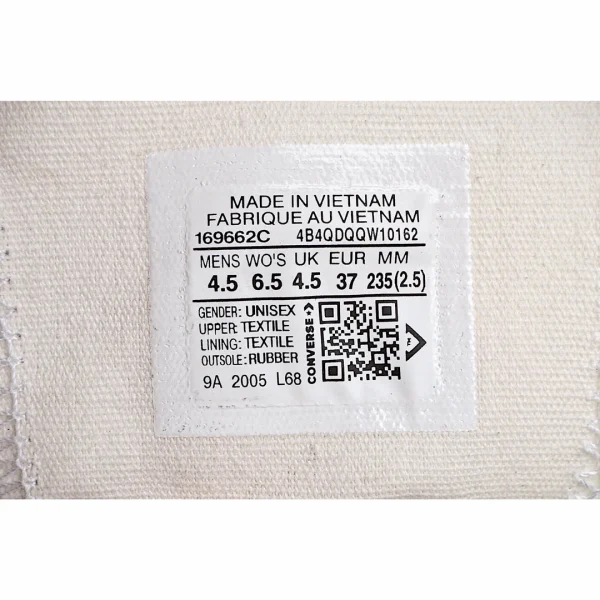 MADE IN VIETNAM
FABRIQUE AU VIETNAM
169662C 4B4QDQQW10162
MENS WO'S UK EUR MM
4.5 6.5 4.5 37 235(2.5)
GENDER: UNISEX
UPPER: TEXTILE
LINING: TEXTILE
OUTSOLE: RUBBER
9A 2005 L68
CONVERSE